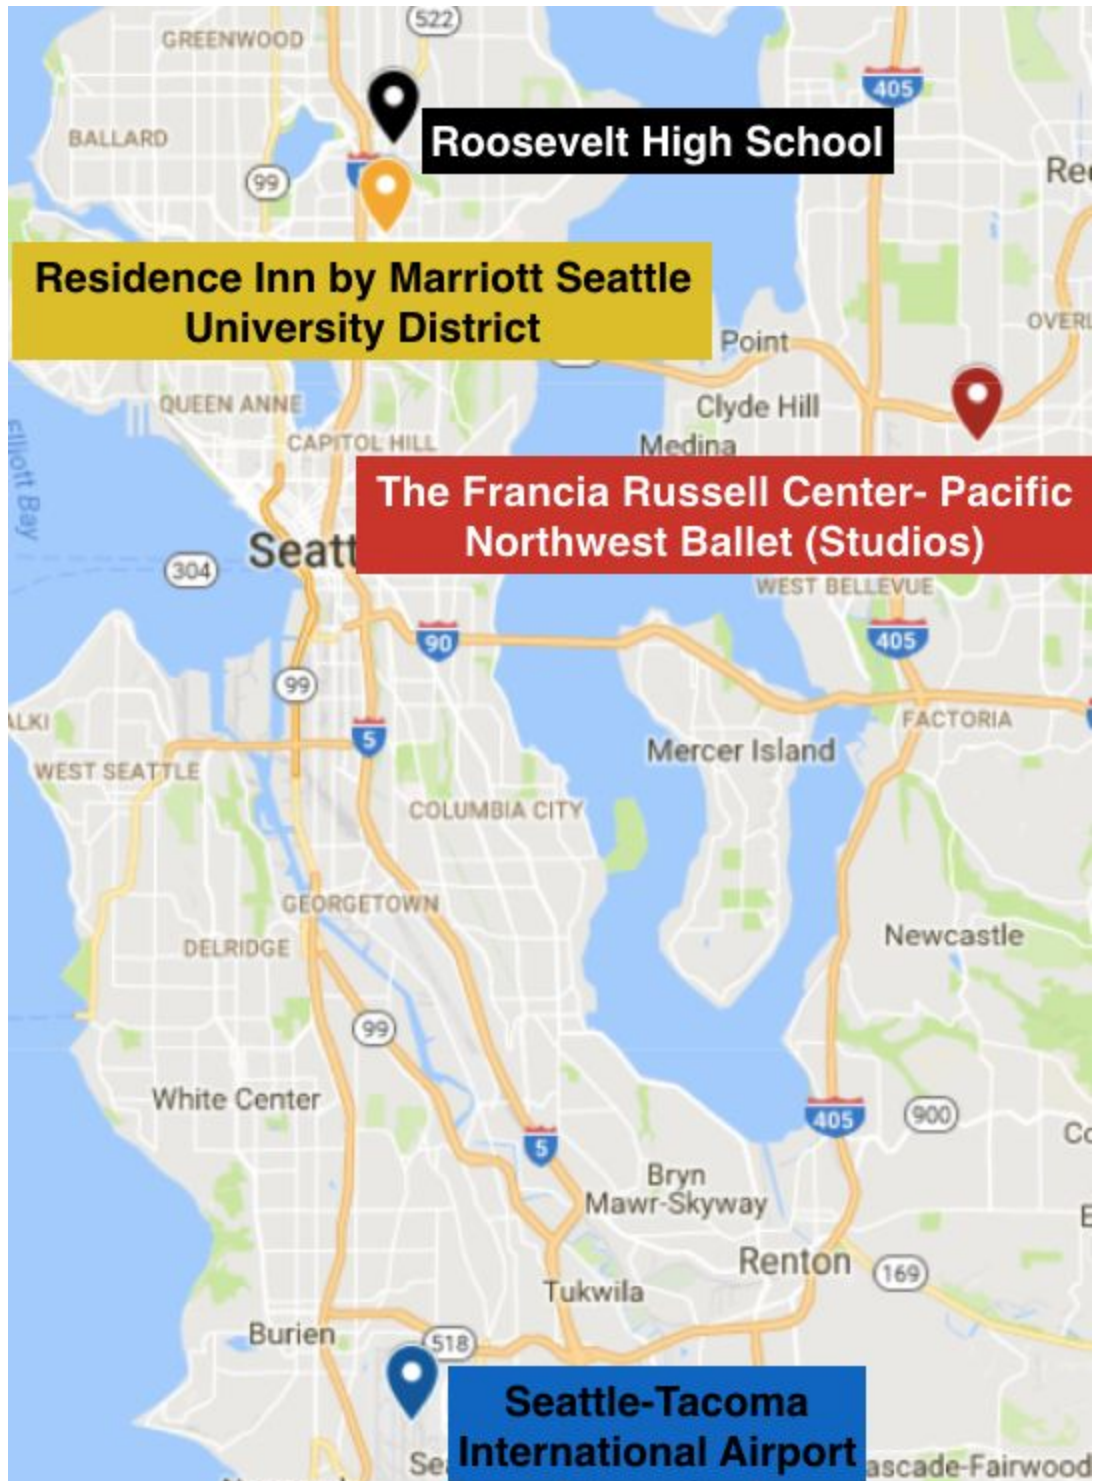 522
GREENWOOD
405
BALLARD
Roosevelt High School
99
Residence Inn by Marriott Seattle
University District
Point
QUEEN ANNE
Clyde Hill
CAPITOL HILL
Medina
Elliott Bay
The Francia Russell Center- Pacific
Northwest Ballet (Studios)
304
WEST BELLEVUE
90
405
99
FACTORIA
5
Mercer Island
WEST SEATTLE
COLUMBIA CITY
GEORGETOWN
DELRIDGE
Newcastle
99
White Center
405
900
5
Bryn
Mawr-Skyway
Renton
169
Tukwila
Burien
518
Seattle-Tacoma
International Airport